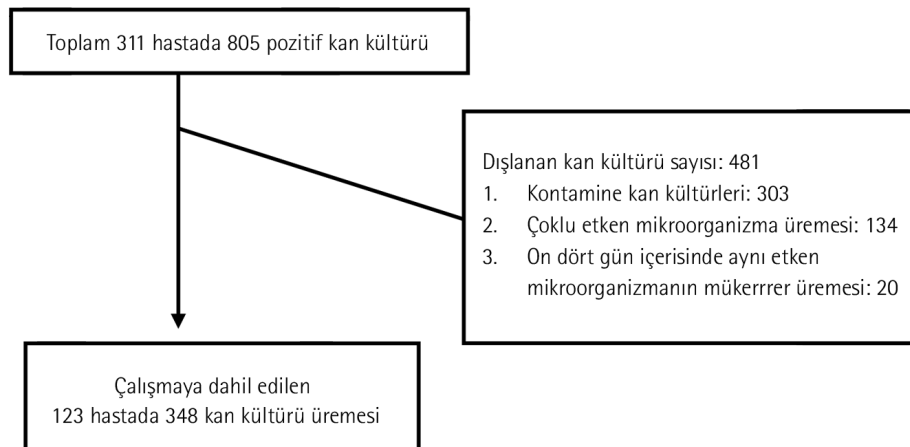 Toplam 311 hastada 805 pozitif kan kültürü
Dışlanan kan kültürü sayısı: 481
1. Kontamine kan kültürleri: 303
2. Çoklu etken mikroorganizma üremesi: 134
3. On dört gün içerisinde aynı etken
mikroorganizmanın mükerrrer üremesi: 20
Çalışmaya dahil edilen
123 hastada 348 kan kültürü üremesi